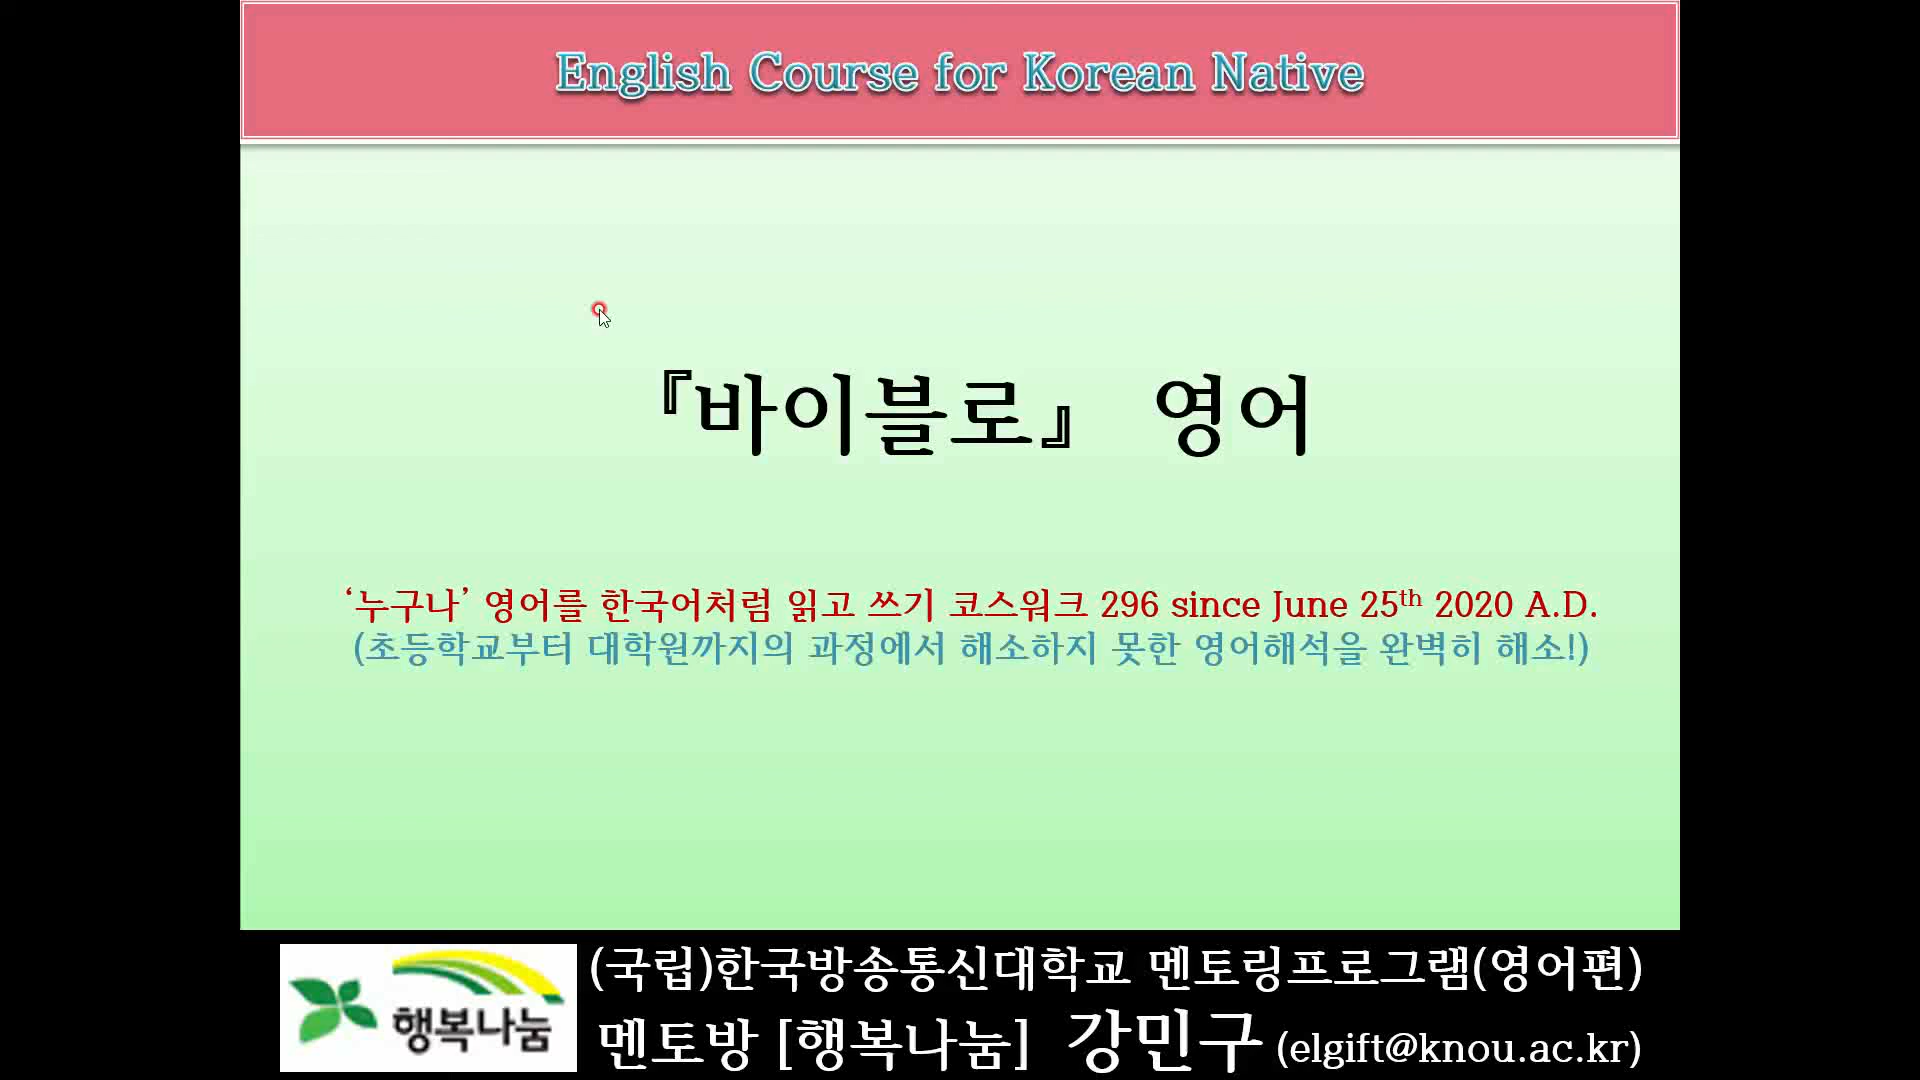 English Course for Korean Native
『바이블로』 영어
‘누구나’ 영어를 한국어처럼 읽고 쓰기 코스워크 296 since June 25th 2020 A.D.
(초등학교부터 대학원까지의 과정에서 해소하지 못한 영어해석을 완벽히 해소!)
행복나눔
(국립)한국방송통신대학교 멘토링프로그램(영어편)
멘토방 [행복나눔] 강민구 (elgift@knou.ac.kr)